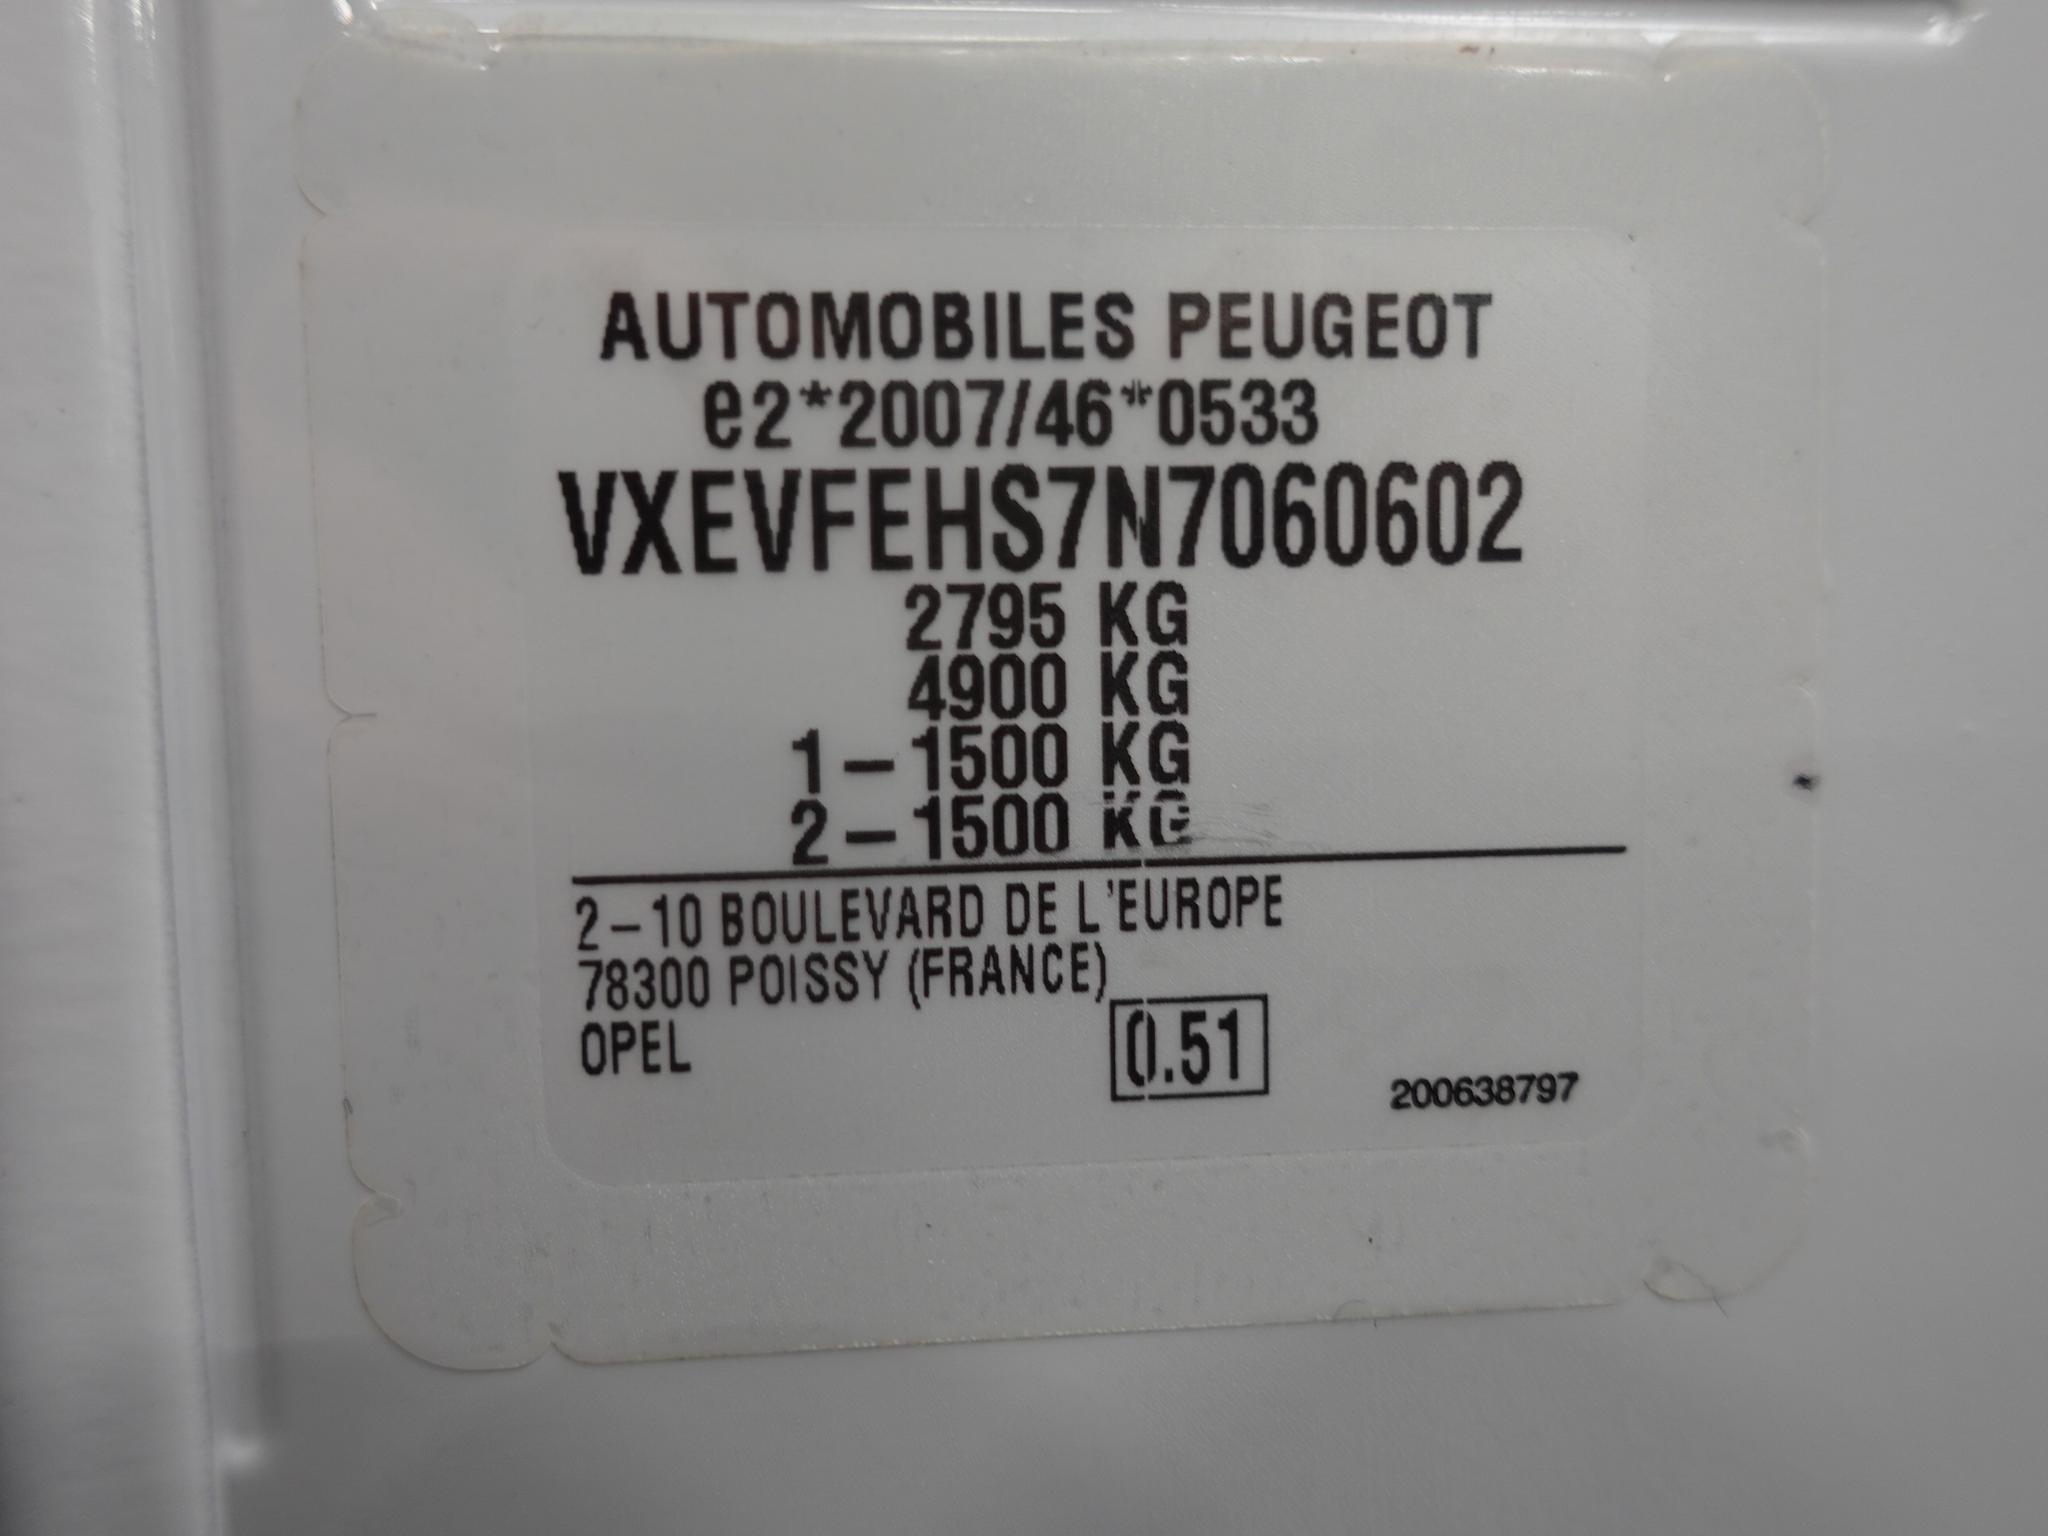 AUTOMOBILES PEUGEOT
e2*2007/46*0533
VXEVFEHS7N7060602
2795 KG
4900 KG
1-1500 KG
2-1500 KG
2-10 BOULEVARD DE L'EUROPE
78300 POISSY (FRANCE)
OPEL
0.51
200638797